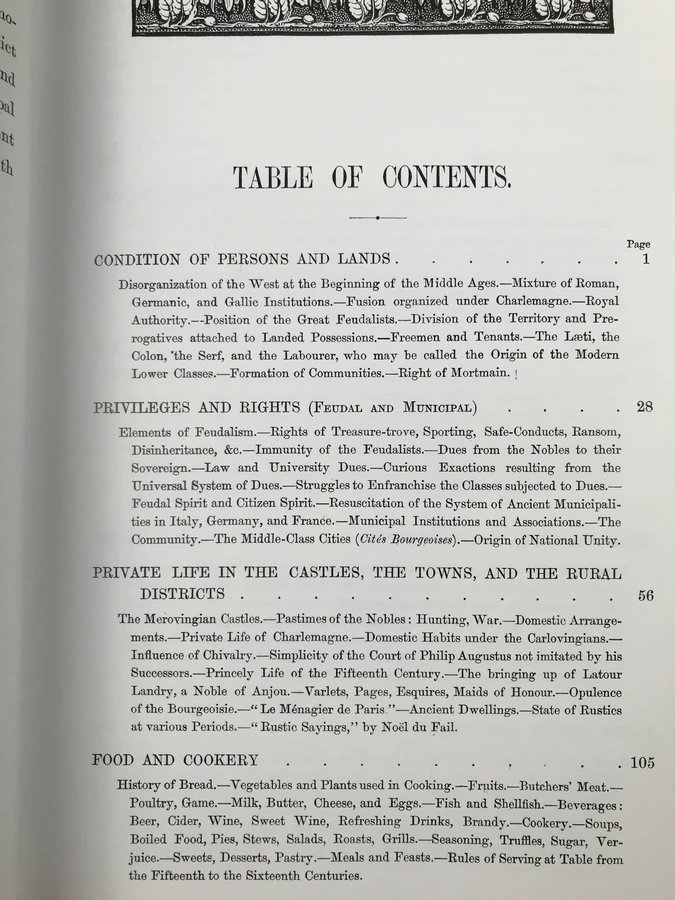 no-
ict
nd
pal
nt
th
TABLE OF CONTENTS.
Page
CONDITION OF PERSONS AND LANDS . . . . . . . 1
Disorganization of the West at the Beginning of the Middle Ages.—Mixture of Roman,
Germanic, and Gallic Institutions.—Fusion organized under Charlemagne.—Royal
Authority.—Position of the Great Feudalists.—Division of the Territory and Pre-
rogatives attached to Landed Possessions.—Freemen and Tenants.—The Læti, the
Colon, the Serf, and the Labourer, who may be called the Origin of the Modern
Lower Classes.—Formation of Communities.—Right of Mortmain.
PRIVILEGES AND RIGHTS (Feudal and Municipal) . . . . 28
Elements of Feudalism.—Rights of Treasure-trove, Sporting, Safe-Conducts, Ransom,
Disinheritance, &c.—Immunity of the Feudalists.—Dues from the Nobles to their
Sovereign.—Law and University Dues.—Curious Exactions resulting from the
Universal System of Dues.—Struggles to Enfranchise the Classes subjected to Dues.—
Feudal Spirit and Citizen Spirit.—Resuscitation of the System of Ancient Municipali-
ties in Italy, Germany, and France.—Municipal Institutions and Associations.—The
Community.—The Middle-Class Cities (Cités Bourgeoises).—Origin of National Unity.
PRIVATE LIFE IN THE CASTLES, THE TOWNS, AND THE RURAL
DISTRICTS . . . . . . . . . . 56
The Merovingian Castles.—Pastimes of the Nobles: Hunting, War.—Domestic Arrange-
ments.—Private Life of Charlemagne.—Domestic Habits under the Carlovingians.—
Influence of Chivalry.—Simplicity of the Court of Philip Augustus not imitated by his
Successors.—Princely Life of the Fifteenth Century.—The bringing up of Latour
Landry, a Noble of Anjou.—Varlets, Pages, Esquires, Maids of Honour.—Opulence
of the Bourgeoisie.—"Le Ménagier de Paris."—Ancient Dwellings.—State of Rustics
at various Periods.—"Rustic Sayings," by Noël du Fail.
FOOD AND COOKERY . . . . . . . . . 105
History of Bread.—Vegetables and Plants used in Cooking.—Fruits.—Butchers' Meat.—
Poultry, Game.—Milk, Butter, Cheese, and Eggs.—Fish and Shellfish.—Beverages:
Beer, Cider, Wine, Sweet Wine, Refreshing Drinks, Brandy.—Cookery.—Soups,
Boiled Food, Pies, Stews, Salads, Roasts, Grills.—Seasoning, Truffles, Sugar, Ver-
juice.—Sweets, Desserts, Pastry.—Meals and Feasts.—Rules of Serving at Table from
the Fifteenth to the Sixteenth Centuries.